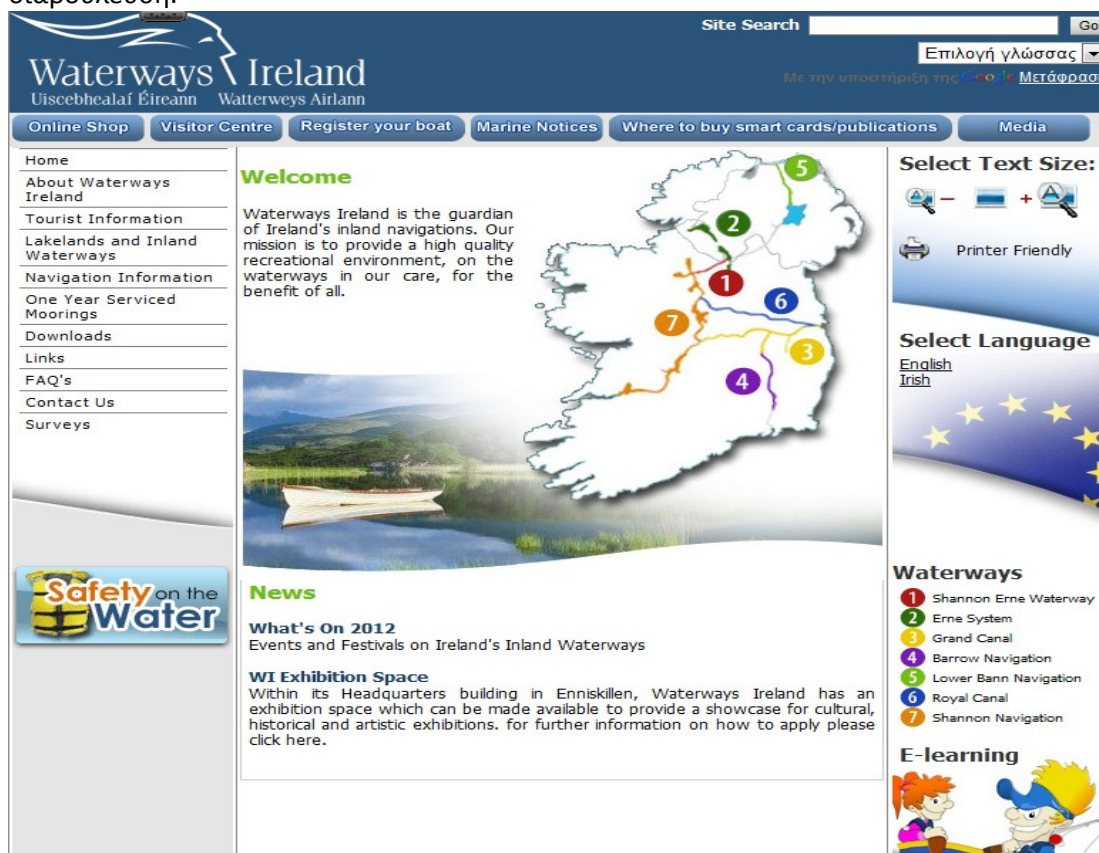 διαβούλευση.
Site Search
Go
Επιλογή γλώσσας
Waterways Ireland
Uiscebhealaí Éireann Watterweys Airlann
Με την υποστήριξη της Google Μετάφραση
Online Shop Visitor Centre Register your boat Marine Notices Where to buy smart cards/publications Media
Home
About Waterways
Ireland
Tourist Information
Lakelands and Inland
Waterways
Navigation Information
One Year Serviced
Moorings
Downloads
Links
FAQ's
Contact Us
Surveys
Safety on the
Water
Welcome
Waterways Ireland is the guardian
of Ireland's inland navigations. Our
mission is to provide a high quality
recreational environment, on the
waterways in our care, for the
benefit of all.
5
2
1
6
7
3
4
News
What's On 2012
Events and Festivals on Ireland's Inland Waterways
WI Exhibition Space
Within its Headquarters building in Enniskillen, Waterways Ireland has an
exhibition space which can be made available to provide a showcase for cultural,
historical and artistic exhibitions. for further information on how to apply please
click here.
Select Text Size:
A − + A
Printer Friendly
Select Language
English
Irish
Waterways
1 Shannon Erne Waterway
2 Erne System
3 Grand Canal
4 Barrow Navigation
5 Lower Bann Navigation
6 Royal Canal
7 Shannon Navigation
E-learning